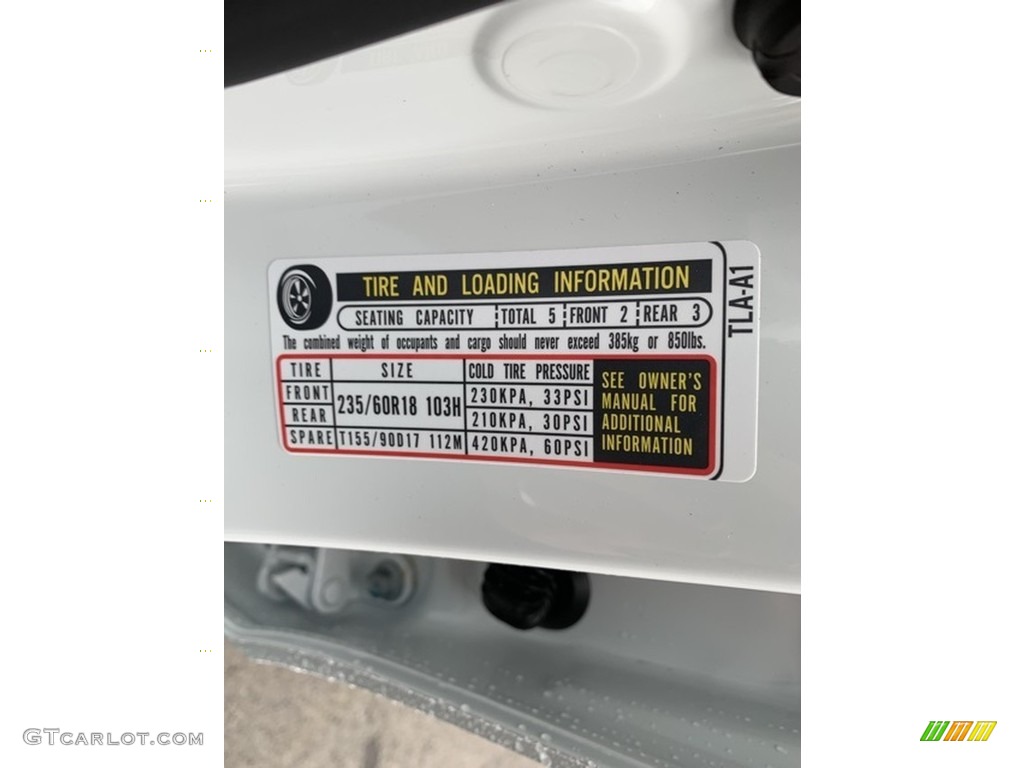 TIRE AND LOADING INFORMATION
SEATING CAPACITY TOTAL 5 FRONT 2 REAR 3
The combined weight of occupants and cargo should never exceed 385kg or 850lbs.
TIRE SIZE COLD TIRE PRESSURE
FRONT 235/60R18 103H 230KPA, 33PSI
REAR 210KPA, 30PSI
SPARE T155/90D17 112M 420KPA, 60PSI
SEE OWNER'S
MANUAL FOR
ADDITIONAL
INFORMATION
TLA-A1
GTCARLOT.COM